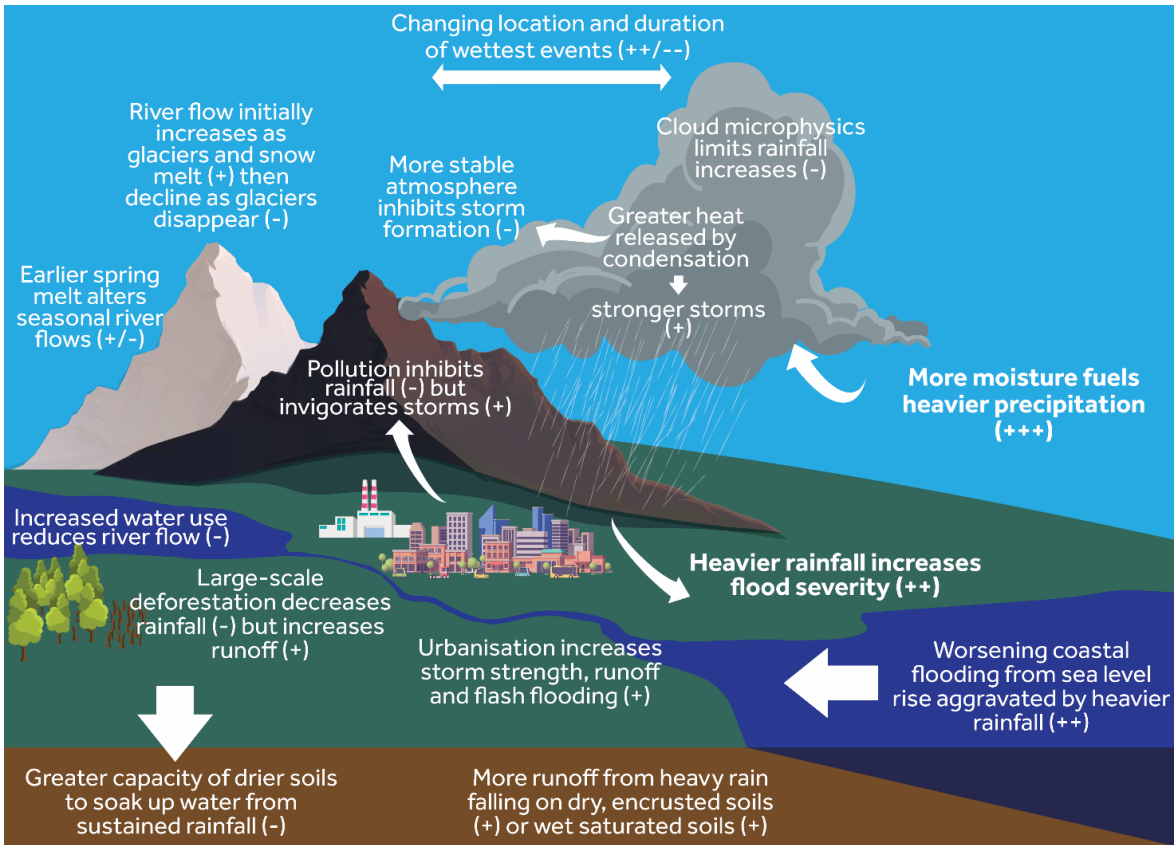 Changing location and duration
of wettest events (++/--)
River flow initially
increases as
glaciers and snow
melt (+) then
decline as glaciers
disappear (-)
More stable
atmosphere
inhibits storm
formation (-)
Cloud microphysics
limits rainfall
increases (-)
Greater heat
released by
condensation
stronger storms
(+)
Earlier spring
melt alters
seasonal river
flows (+/-)
Pollution inhibits
rainfall (-) but
invigorates storms (+)
More moisture fuels
heavier precipitation
(+++)
Increased water use
reduces river flow (-)
Heavier rainfall increases
flood severity (++)
Large-scale
deforestation decreases
rainfall (-) but increases
runoff (+)
Urbanisation increases
storm strength, runoff
and flash flooding (+)
Worsening coastal
flooding from sea level
rise aggravated by heavier
rainfall (++)
Greater capacity of drier soils
to soak up water from
sustained rainfall (-)
More runoff from heavy rain
falling on dry, encrusted soils
(+) or wet saturated soils (+)